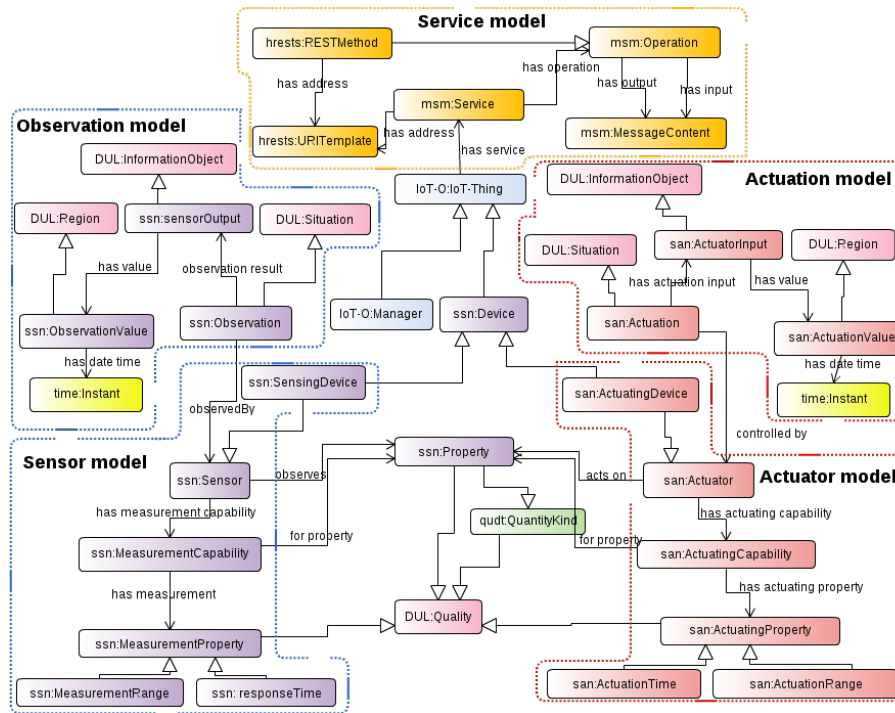 Service model
hrests:RESTMethod
msm:Operation
has operation
has address
has output
has input
msm:Service
has address
hrests:URITemplate
msm:MessageContent
has service
Observation model
DUL:InformationObject
DUL:Region
ssn:sensorOutput
DUL:Situation
has value
observation result
ssn:ObservationValue
ssn:Observation
has date time
time:Instant
observedBy
IoT-O:IoT-Thing
IoT-O:Manager
ssn:Device
Actuation model
DUL:InformationObject
DUL:Situation
san:ActuatorInput
DUL:Region
has actuation input
has value
san:Actuation
san:ActuationValue
has date time
time:Instant
controlled by
ssn:SensingDevice
san:ActuatingDevice
Sensor model
ssn:Sensor
observes
ssn:Property
acts on
san:Actuator
Actuator model
has measurement capability
qudt:QuantityKind
has actuating capability
ssn:MeasurementCapability
for property
for property
san:ActuatingCapability
has measurement
has actuating property
DUL:Quality
ssn:MeasurementProperty
san:ActuatingProperty
ssn:MeasurementRange
ssn: responseTime
san:ActuationTime
san:ActuationRange